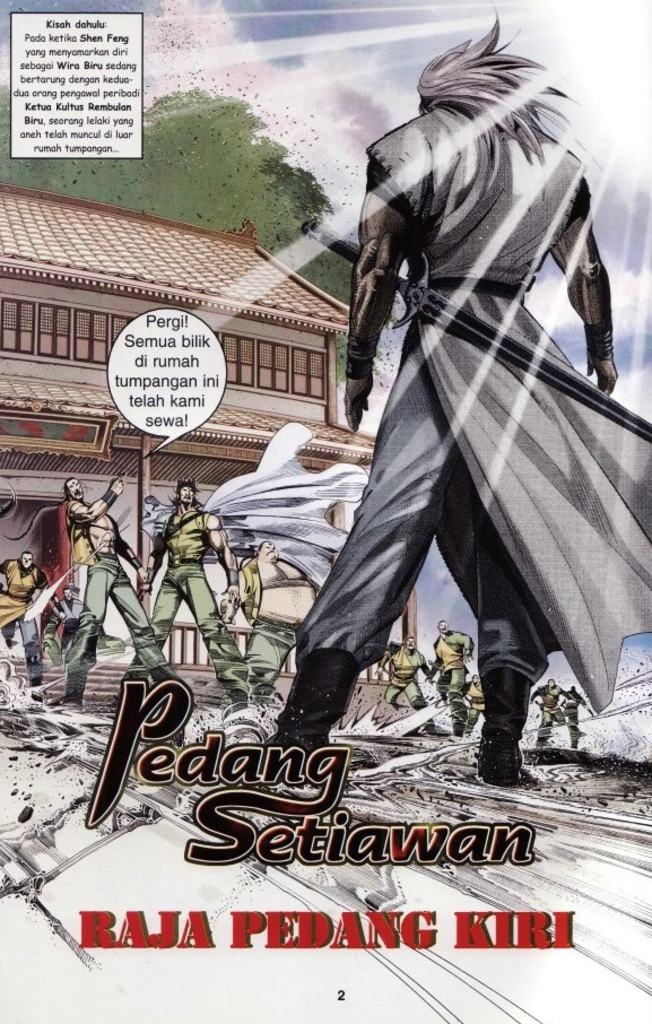 Kisah dahulu:
Pada ketika Shen Feng
yang menyamarkan diri
sebagai Wira Biru sedang
bertarung dengan kedua-
dua orang pengawal peribadi
Ketua Kultus Rembulan
Biru, seorang lelaki yang
aneh telah muncul di luar
rumah tumpangan...
Pergi!
Semua bilik
di rumah
tumpangan ini
telah kami
sewa!
Pedang
Setiawan
RAJA PEDANG KIRI
2